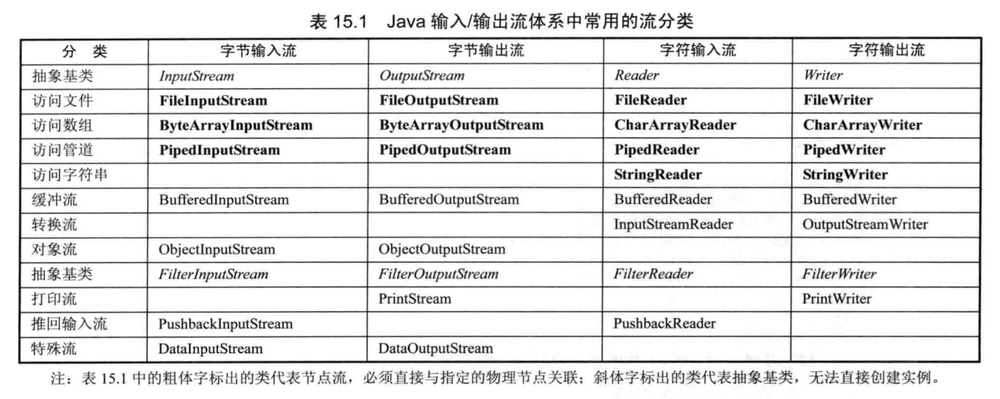 表 15.1 Java 输入/输出流体系中常用的流分类
分 类 字节输入流 字节输出流 字符输入流 字符输出流
抽象基类 InputStream OutputStream Reader Writer
访问文件 FileInputStream FileOutputStream FileReader FileWriter
访问数组 ByteArrayInputStream ByteArrayOutputStream CharArrayReader CharArrayWriter
访问管道 PipedInputStream PipedOutputStream PipedReader PipedWriter
访问字符串 StringReader StringWriter
缓冲流 BufferedInputStream BufferedOutputStream BufferedReader BufferedWriter
转换流 InputStreamReader OutputStreamWriter
对象流 ObjectInputStream ObjectOutputStream
抽象基类 FilterInputStream FilterOutputStream FilterReader FilterWriter
打印流 PrintStream PrintWriter
推回输入流 PushbackInputStream PushbackReader
特殊流 DataInputStream DataOutputStream
注：表 15.1 中的粗体字标出的类代表节点流，必须直接与指定的物理节点关联；斜体字标出的类代表抽象基类，无法直接创建实例。